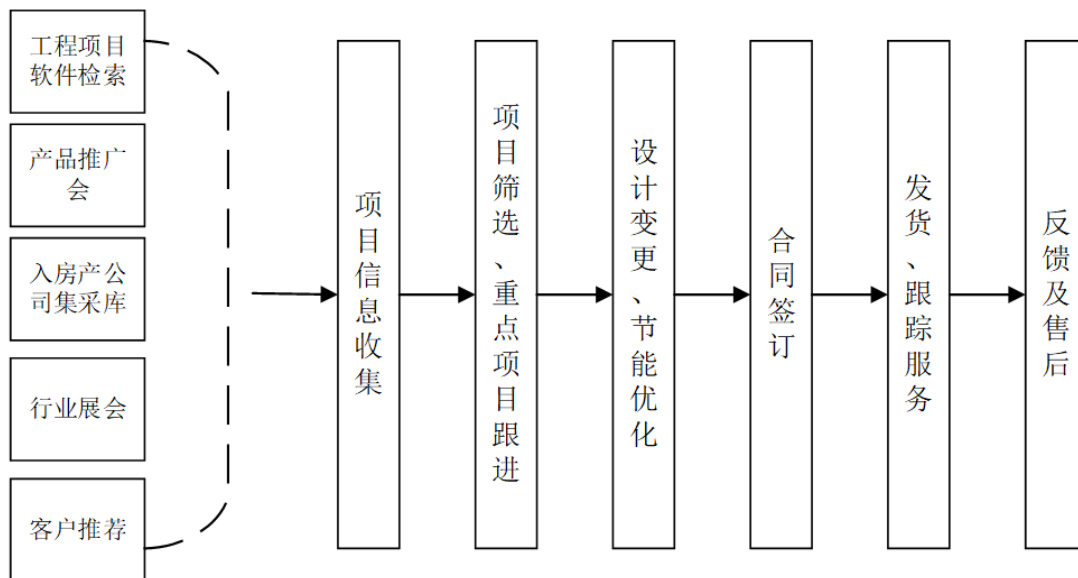 工程项目
软件检索
产品推广
会
入房产公
司集采库
行业展会
客户推荐
项目信息收集
项目筛选、重点项目跟进
设计变更、节能优化
合同签订
发货、跟踪服务
反馈及售后